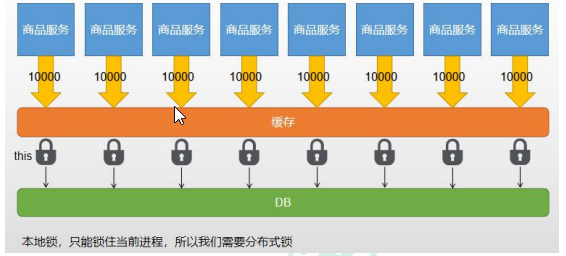 商品服务 商品服务 商品服务 商品服务 商品服务 商品服务 商品服务 商品服务
10000 10000 10000 10000 10000 10000 10000 10000
缓存
this
DB
本地锁，只能锁住当前进程，所以我们需要分布式锁